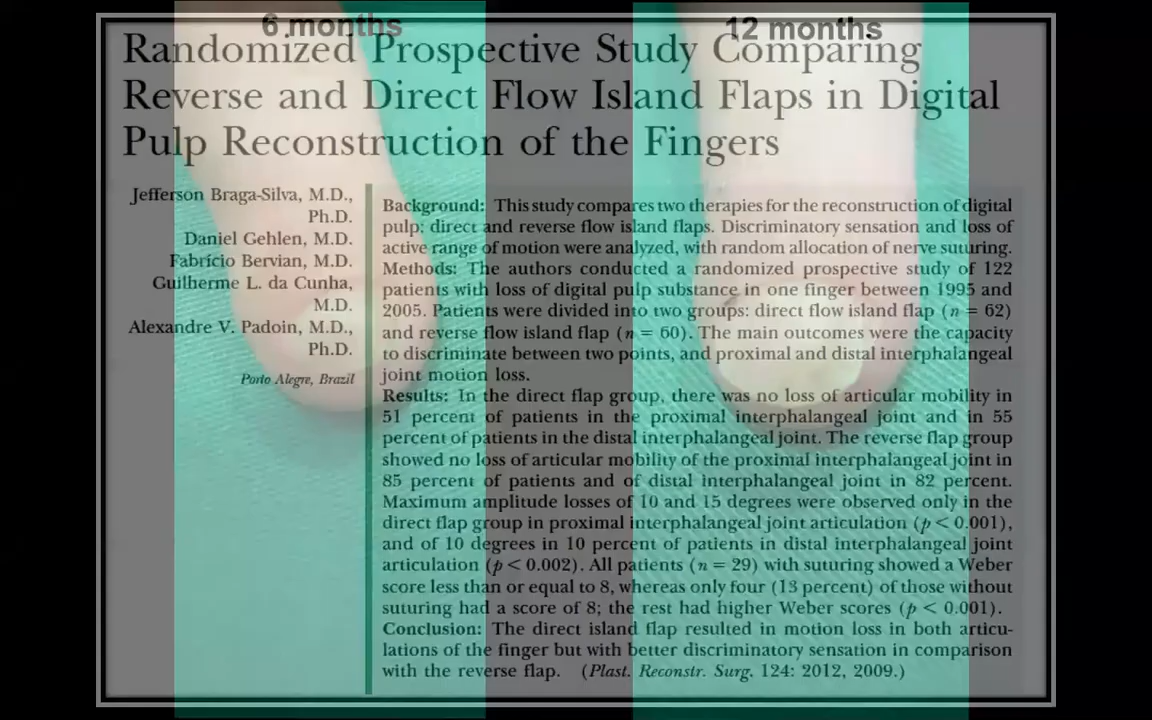 6 months
12 months
Randomized Prospective Study Comparing
Reverse and Direct Flow Island Flaps in Digital
Pulp Reconstruction of the Fingers
Jefferson Braga-Silva, M.D.,
Ph.D.
Daniel Gehlen, M.D.
Fabrício Bervian, M.D.
Guilherme L. da Cunha,
M.D.
Alexandre V. Padoin, M.D.,
Ph.D.
Porto Alegre, Brazil
Background: This study compares two therapies for the reconstruction of digital
pulp: direct and reverse flow island flaps. Discriminatory sensation and loss of
active range of motion were analyzed, with random allocation of nerve suturing.
Methods: The authors conducted a randomized prospective study of 122
patients with loss of digital pulp substance in one finger between 1995 and
2005. Patients were divided into two groups: direct flow island flap (n = 62)
and reverse flow island flap (n = 60). The main outcomes were the capacity
to discriminate between two points, and proximal and distal interphalangeal
joint motion loss.
Results: In the direct flap group, there was no loss of articular mobility in
51 percent of patients in the proximal interphalangeal joint and in 55
percent of patients in the distal interphalangeal joint. The reverse flap group
showed no loss of articular mobility of the proximal interphalangeal joint in
85 percent of patients and of distal interphalangeal joint in 82 percent.
Maximum amplitude losses of 10 and 15 degrees were observed only in the
direct flap group in proximal interphalangeal joint articulation (p < 0.001),
and of 10 degrees in 10 percent of patients in distal interphalangeal joint
articulation (p < 0.002). All patients (n = 29) with suturing showed a Weber
score less than or equal to 8, whereas only four (13 percent) of those without
suturing had a score of 8; the rest had higher Weber scores (p < 0.001).
Conclusion: The direct island flap resulted in motion loss in both articu-
lations of the finger but with better discriminatory sensation in comparison
with the reverse flap. (Plast. Reconstr. Surg. 124: 2012, 2009.)